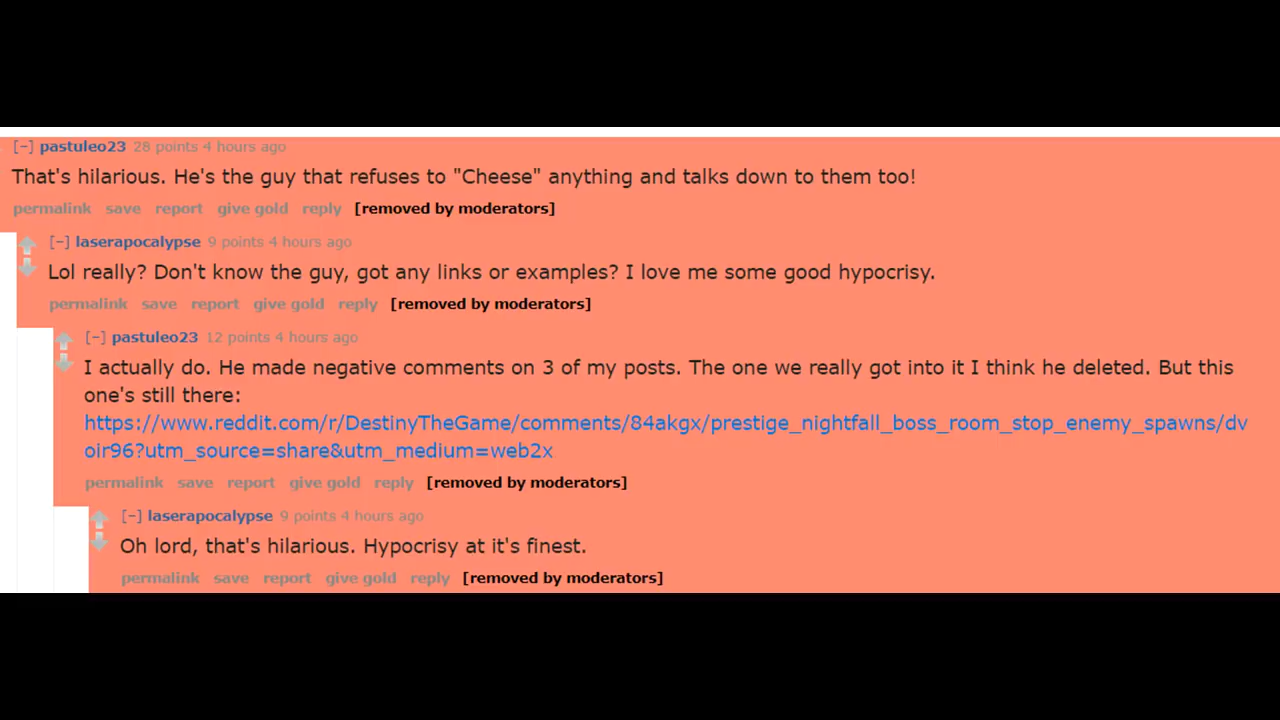 [–] pastuleo23 28 points 4 hours ago
That's hilarious. He's the guy that refuses to "Cheese" anything and talks down to them too!
permalink save report give gold reply [removed by moderators]
[–] laserapocalypse 9 points 4 hours ago
Lol really? Don't know the guy, got any links or examples? I love me some good hypocrisy.
permalink save report give gold reply [removed by moderators]
[–] pastuleo23 12 points 4 hours ago
I actually do. He made negative comments on 3 of my posts. The one we really got into it I think he deleted. But this
one's still there:
https://www.reddit.com/r/DestinyTheGame/comments/84akgx/prestige_nightfall_boss_room_stop_enemy_spawns/dv
oir96?utm_source=share&utm_medium=web2x
permalink save report give gold reply [removed by moderators]
[–] laserapocalypse 9 points 4 hours ago
Oh lord, that's hilarious. Hypocrisy at it's finest.
permalink save report give gold reply [removed by moderators]